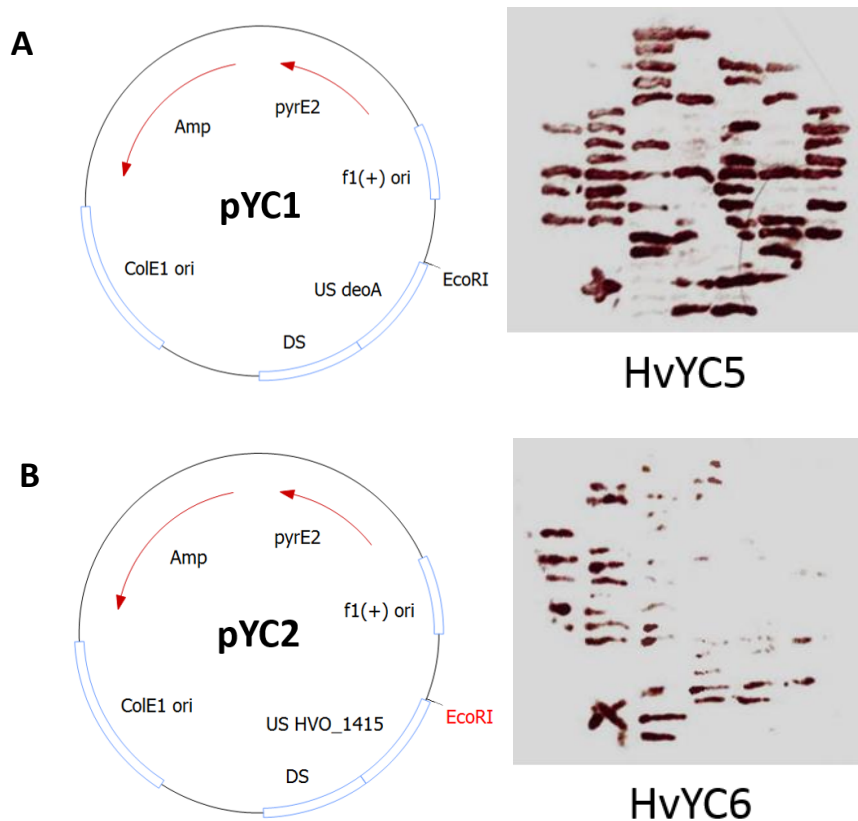 A
Amp
pyrE2
f1(+) ori
pYC1
ColE1 ori
US deoA
EcoRI
DS
HvYC5
B
Amp
pyrE2
f1(+) ori
pYC2
ColE1 ori
US HVO_1415
EcoRI
DS
HvYC6